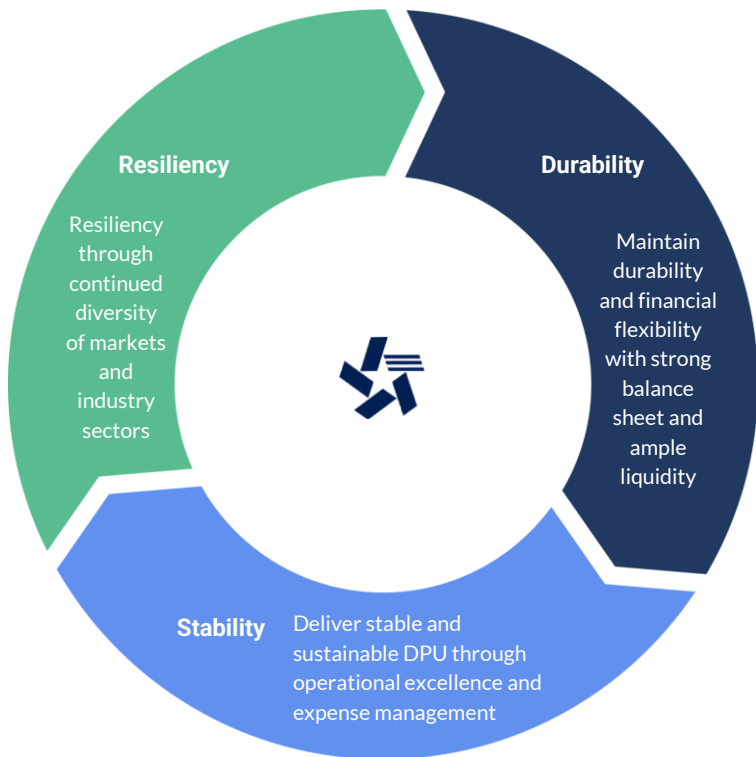 Resiliency
Resiliency
through
continued
diversity
of markets
and
industry
sectors
Durability
Maintain
durability
and financial
flexibility
with strong
balance
sheet and
ample
liquidity
Stability
Deliver stable and
sustainable DPU through
operational excellence and
expense management